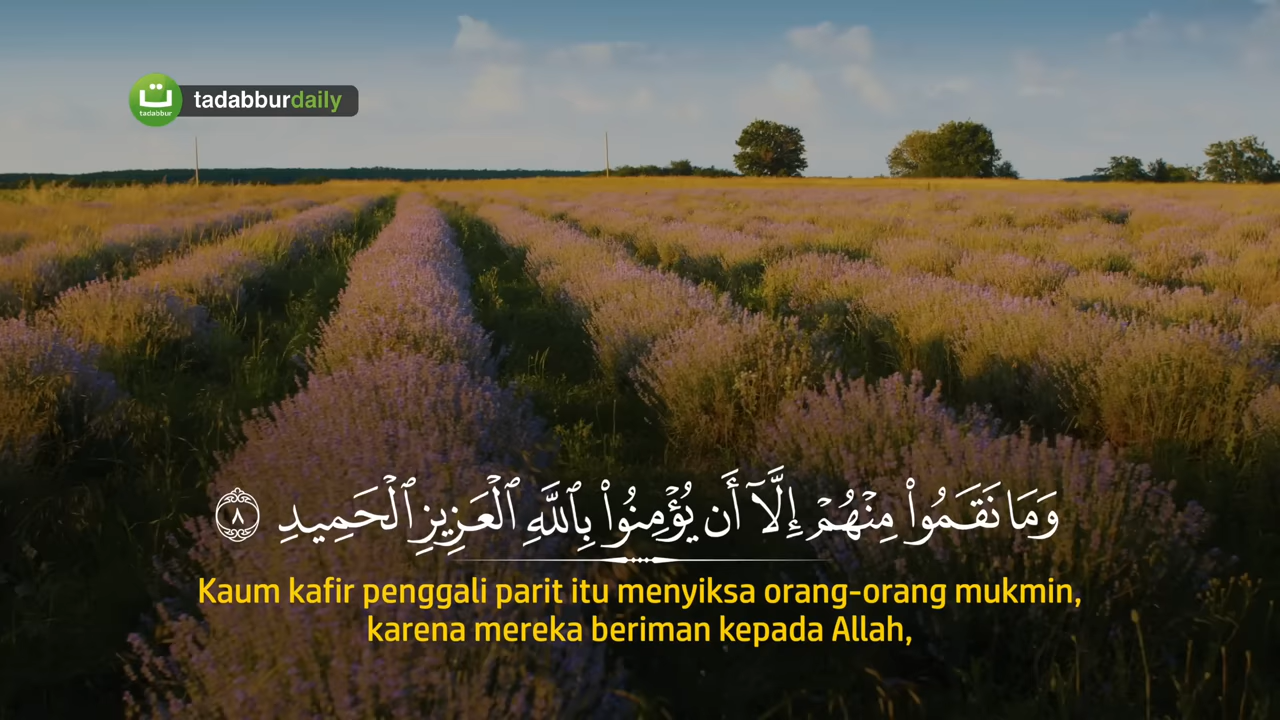 ت
tadabbur
tadabburdaily
وَمَا نَقَمُوا۟ مِنْهُمْ إِلَّآ أَن يُؤْمِنُوا۟ بِٱللَّهِ ٱلْعَزِيزِ ٱلْحَمِيدِ ٨
Kaum kafir penggali parit itu menyiksa orang-orang mukmin,
karena mereka beriman kepada Allah,